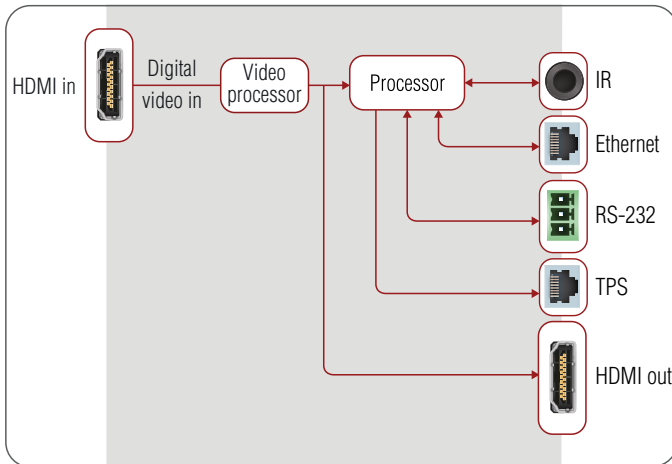 HDMI in
Digital
video in
Video
processor
Processor
IR
Ethernet
RS-232
TPS
HDMI out